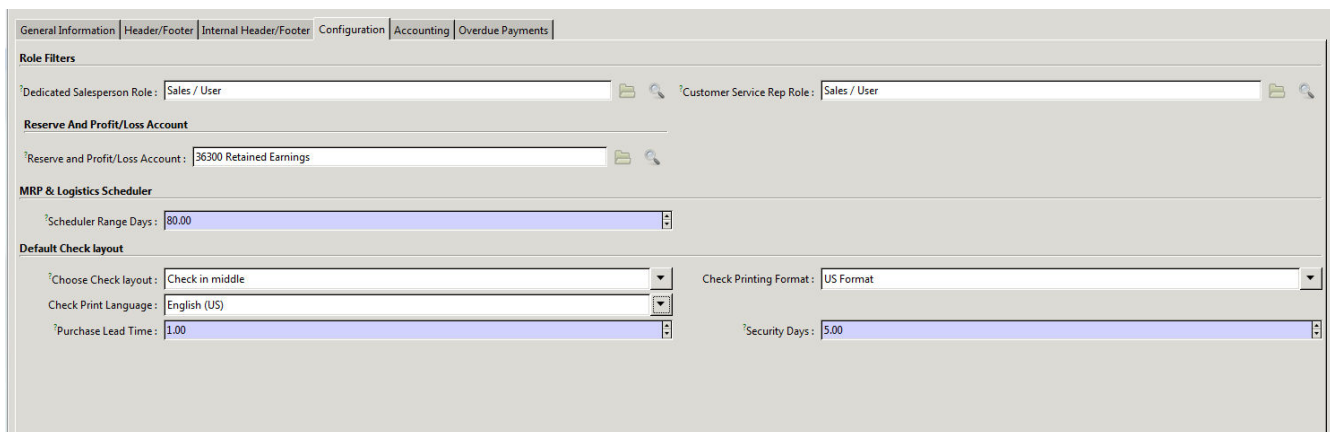 General Information Header/Footer Internal Header/Footer Configuration Accounting Overdue Payments
Role Filters
?Dedicated Salesperson Role : Sales / User ?Customer Service Rep Role : Sales / User
Reserve And Profit/Loss Account
?Reserve and Profit/Loss Account : 36300 Retained Earnings
MRP & Logistics Scheduler
?Scheduler Range Days : 80.00
Default Check layout
?Choose Check layout : Check in middle Check Printing Format : US Format
Check Print Language : English (US)
?Purchase Lead Time : 1.00 ?Security Days : 5.00